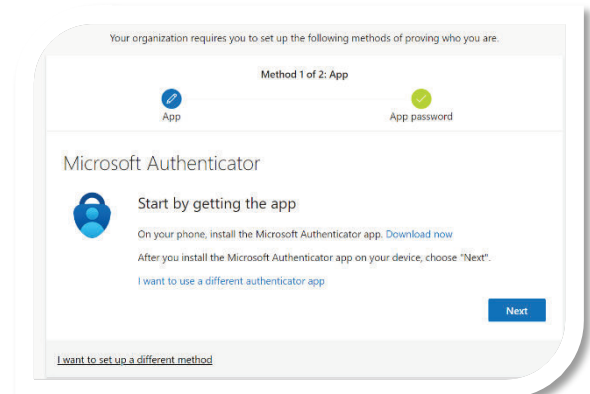 Your organization requires you to set up the following methods of proving who you are.
Method 1 of 2: App
App
App password
Microsoft Authenticator
Start by getting the app
On your phone, install the Microsoft Authenticator app. Download now
After you install the Microsoft Authenticator app on your device, choose "Next".
I want to use a different authenticator app
Next
I want to set up a different method